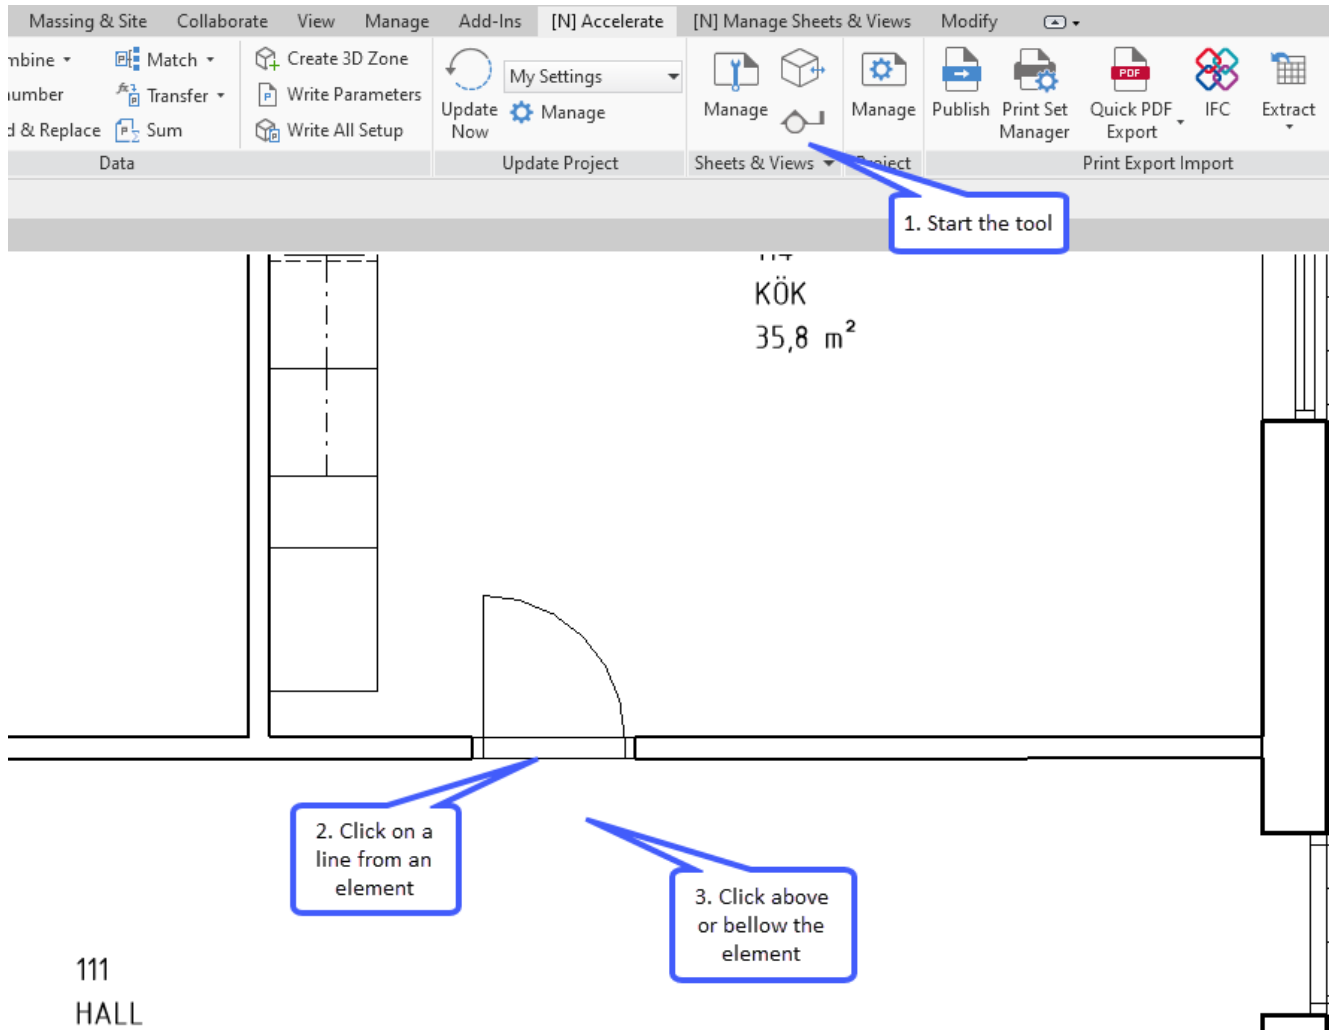 Massing & Site Collaborate View Manage Add-Ins [N] Accelerate [N] Manage Sheets & Views Modify
mbine Match Create 3D Zone My Settings
umber Transfer Write Parameters Update Now Manage Manage Manage Publish Print Set Manager Quick PDF Export IFC Extract
d & Replace Sum Write All Setup
PDF
Data Update Project Sheets & Views Project Print Export Import
1. Start the tool
KÖK
35,8 m²
2. Click on a
line from an
element
3. Click above
or bellow the
element
111
HALL